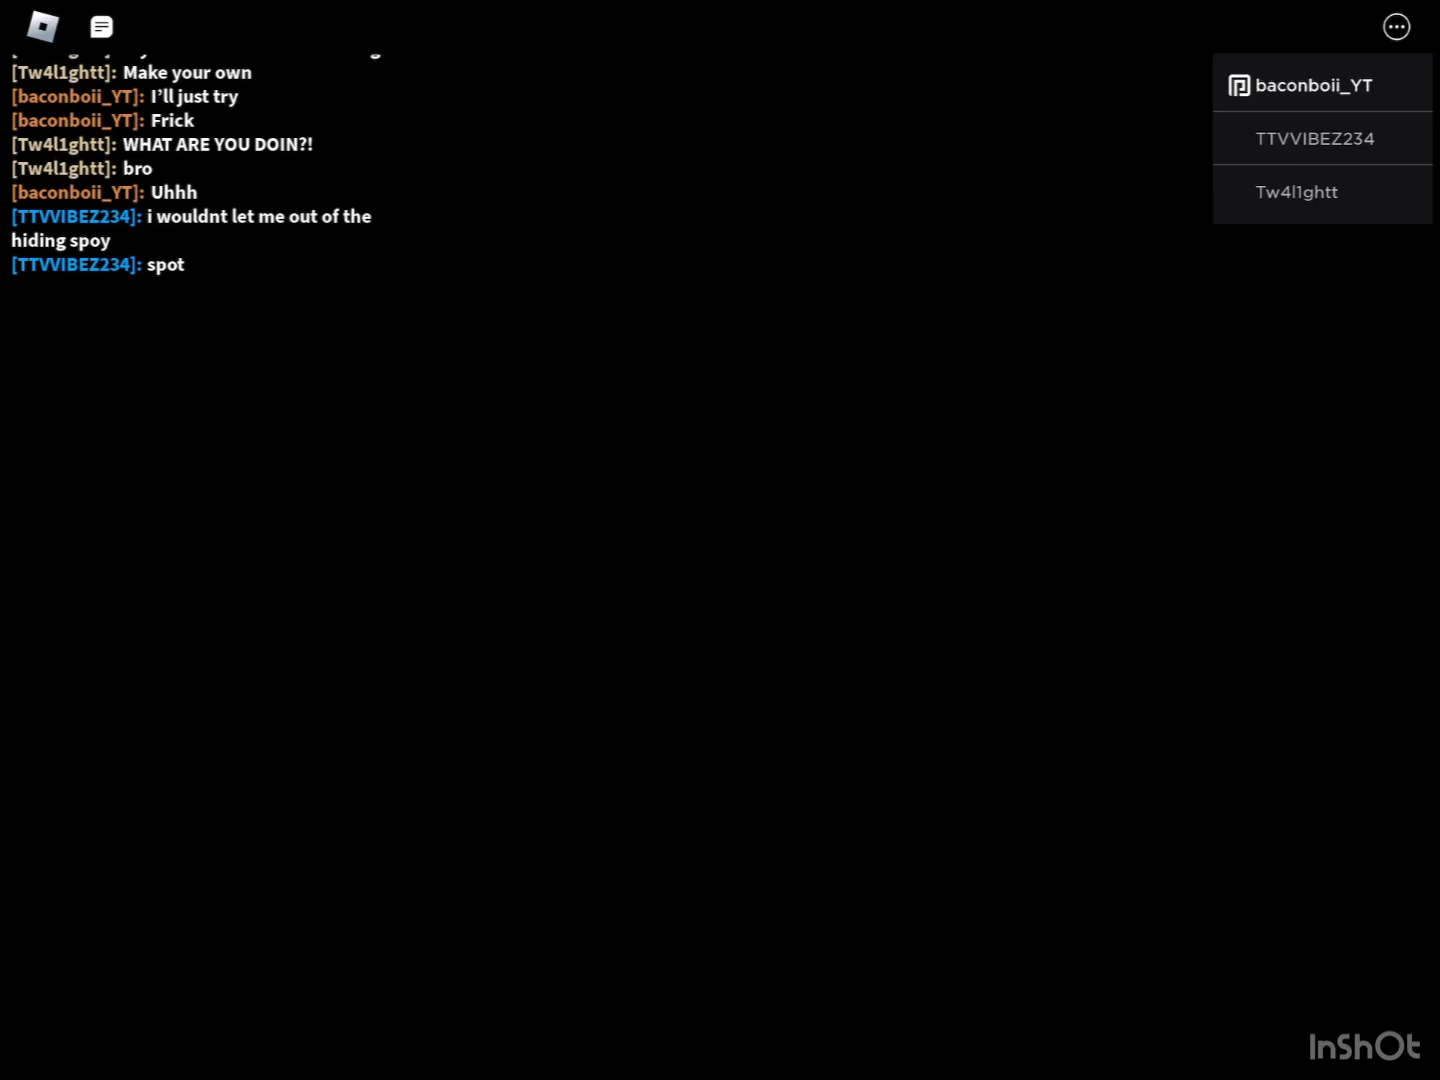 [Tw4l1ghtt]: Make your own
[baconboii_YT]: I’ll just try
[baconboii_YT]: Frick
[Tw4l1ghtt]: WHAT ARE YOU DOIN?!
[Tw4l1ghtt]: bro
[baconboii_YT]: Uhhh
[TTVVIBEZ234]: i wouldnt let me out of the
hiding spoy
[TTVVIBEZ234]: spot
baconboii_YT
TTVVIBEZ234
Tw4l1ghtt
InShOt